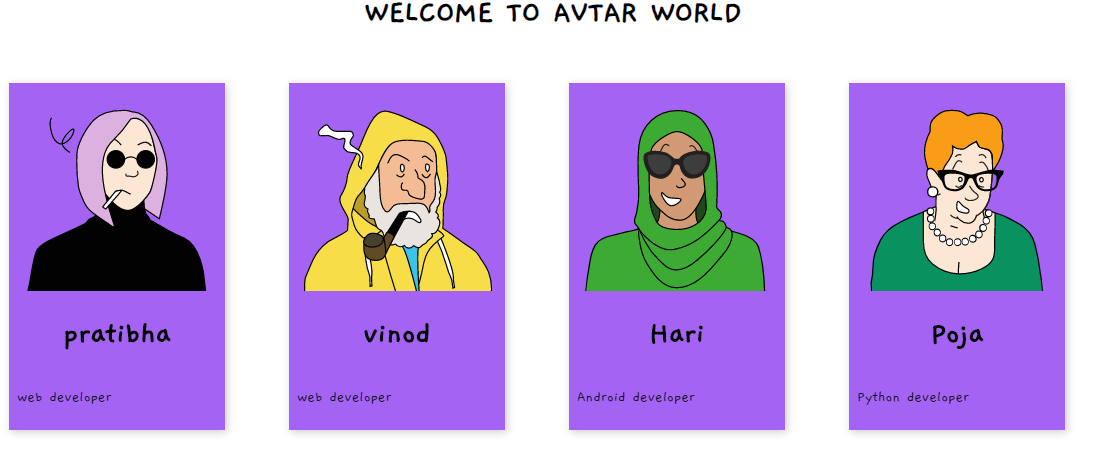 WELCOME TO AVTAR WORLD
pratibha
web developer
vinod
web developer
Hari
Android developer
Poja
Python developer